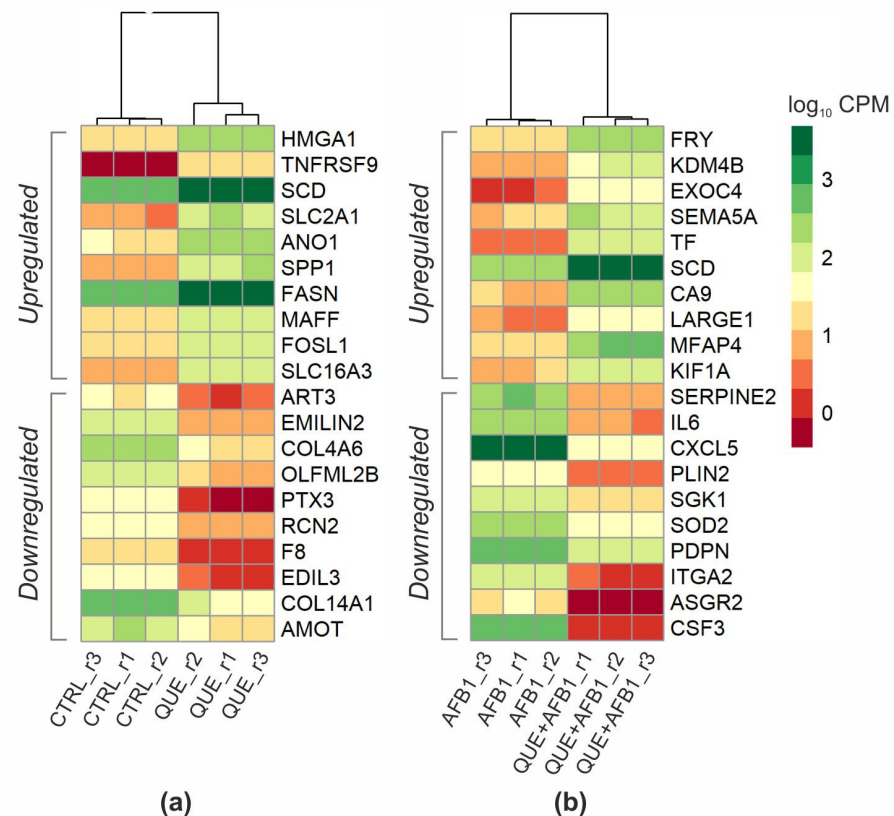 Upregulated
Downregulated
HMGA1
TNFRSF9
SCD
SLC2A1
ANO1
SPP1
FASN
MAFF
FOSL1
SLC16A3
ART3
EMILIN2
COL4A6
OLFML2B
PTX3
RCN2
F8
EDIL3
COL14A1
AMOT
CTRL_r3
CTRL_r1
CTRL_r2
QUE_r2
QUE_r1
QUE_r3
(a)
Upregulated
Downregulated
FRY
KDM4B
EXOC4
SEMA5A
TF
SCD
CA9
LARGE1
MFAP4
KIF1A
SERPINE2
IL6
CXCL5
PLIN2
SGK1
SOD2
PDPN
ITGA2
ASGR2
CSF3
AFB1_r3
AFB1_r1
AFB1_r2
QUE+AFB1_r1
QUE+AFB1_r2
QUE+AFB1_r3
(b)
log₁₀ CPM
3
2
1
0